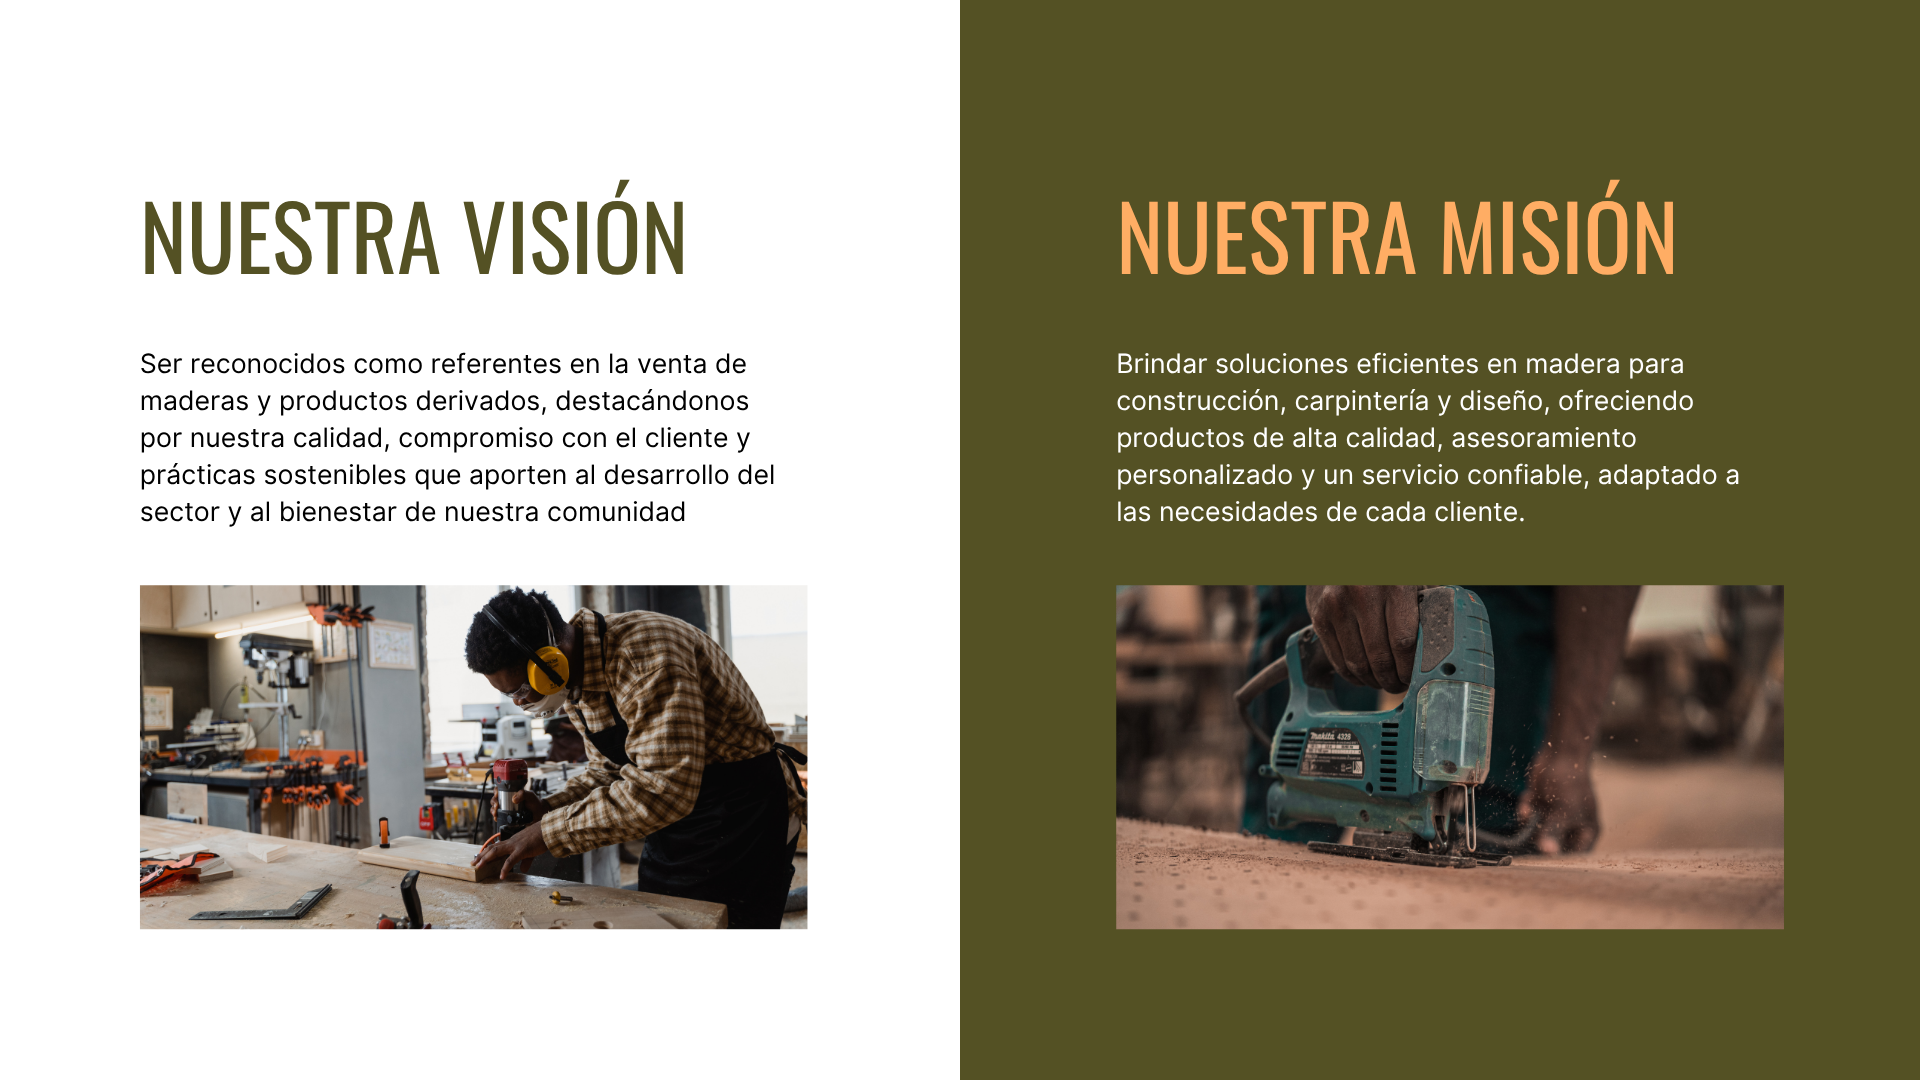 NUESTRA VISIÓN
Ser reconocidos como referentes en la venta de
maderas y productos derivados, destacándonos
por nuestra calidad, compromiso con el cliente y
prácticas sostenibles que aporten al desarrollo del
sector y al bienestar de nuestra comunidad
NUESTRA MISIÓN
Brindar soluciones eficientes en madera para
construcción, carpintería y diseño, ofreciendo
productos de alta calidad, asesoramiento
personalizado y un servicio confiable, adaptado a
las necesidades de cada cliente.
Makita 4329